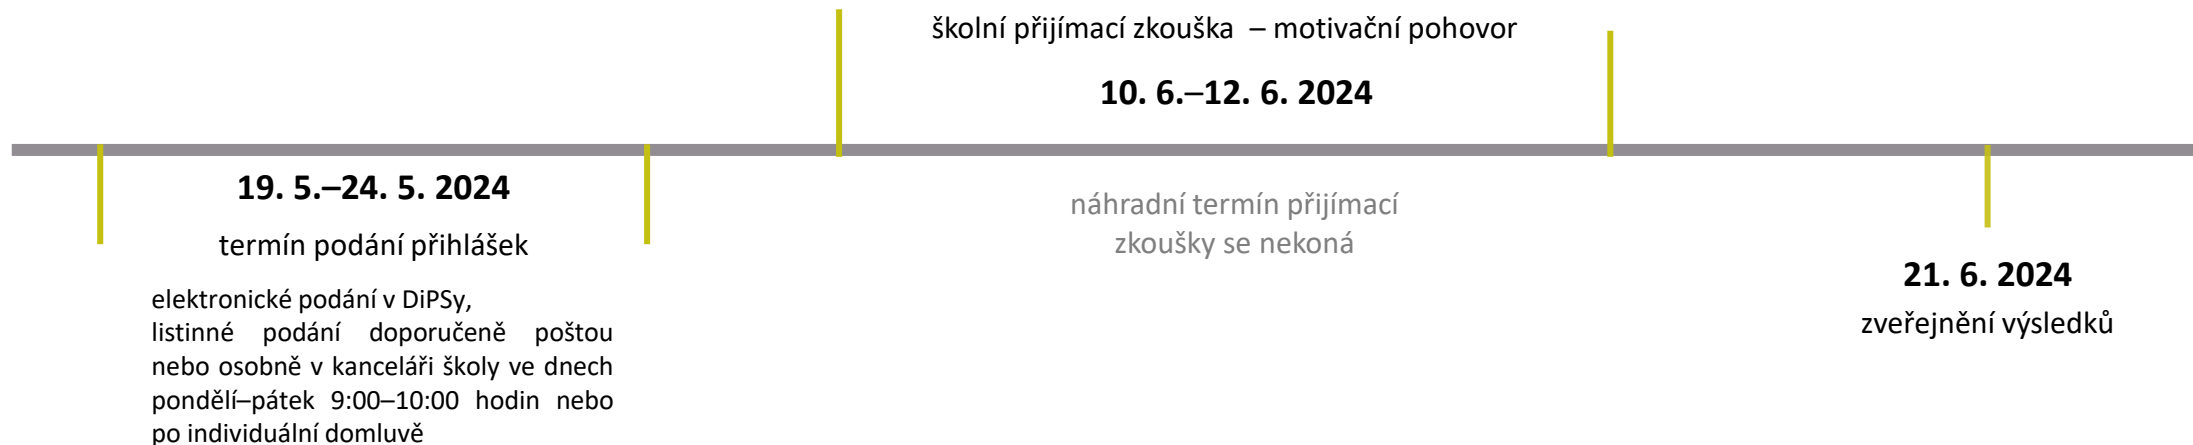 školní přijímací zkouška – motivační pohovor
10. 6.–12. 6. 2024
19. 5.–24. 5. 2024
termín podání přihlášek
elektronické podání v DiPSy,
listinné podání doporučeně poštou
nebo osobně v kanceláři školy ve dnech
pondělí–pátek 9:00–10:00 hodin nebo
po individuální domluvě
náhradní termín přijímací
zkoušky se nekoná
21. 6. 2024
zveřejnění výsledků